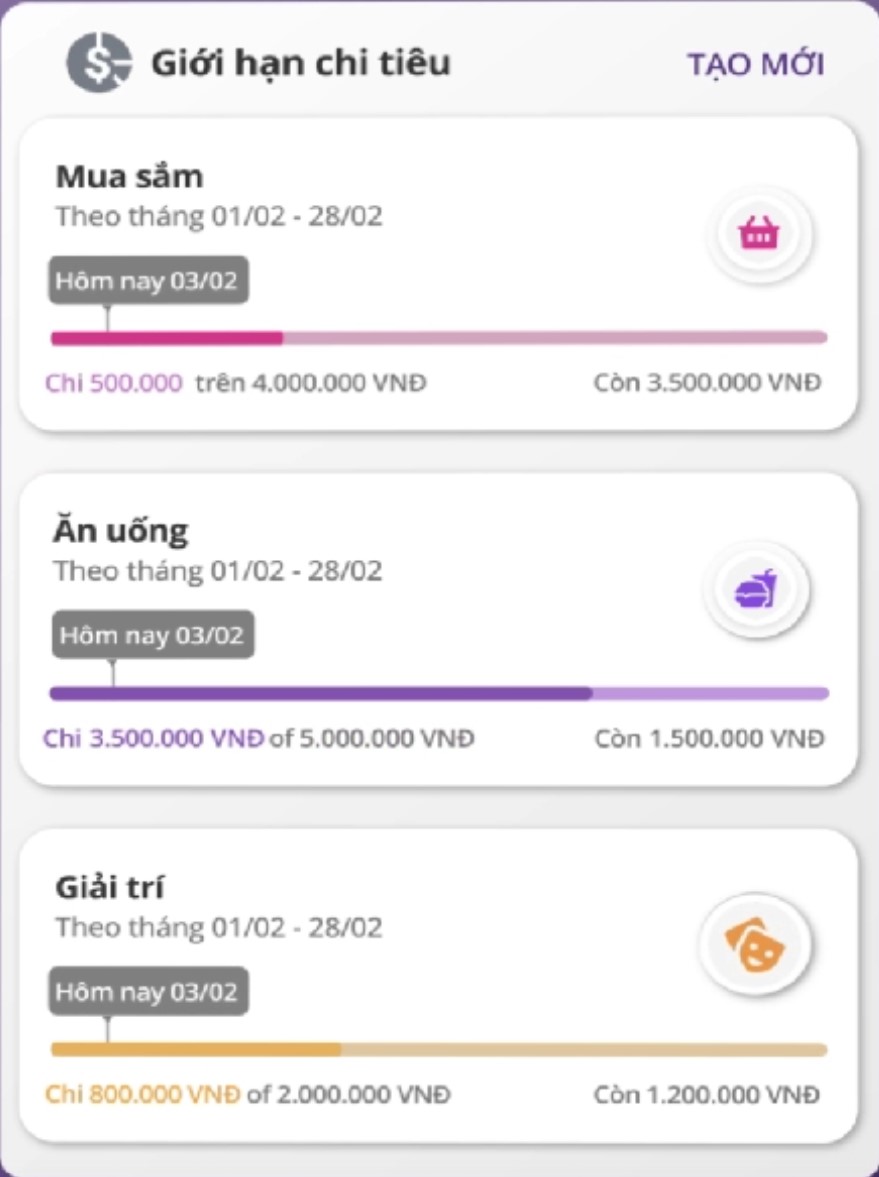 Giới hạn chi tiêu TẠO MỚI
Mua sắm
Theo tháng 01/02 - 28/02
Hôm nay 03/02
Chi 500.000 trên 4.000.000 VNĐ Còn 3.500.000 VNĐ
Ăn uống
Theo tháng 01/02 - 28/02
Hôm nay 03/02
Chi 3.500.000 VNĐ of 5.000.000 VNĐ Còn 1.500.000 VNĐ
Giải trí
Theo tháng 01/02 - 28/02
Hôm nay 03/02
Chi 800.000 VNĐ of 2.000.000 VNĐ Còn 1.200.000 VNĐ